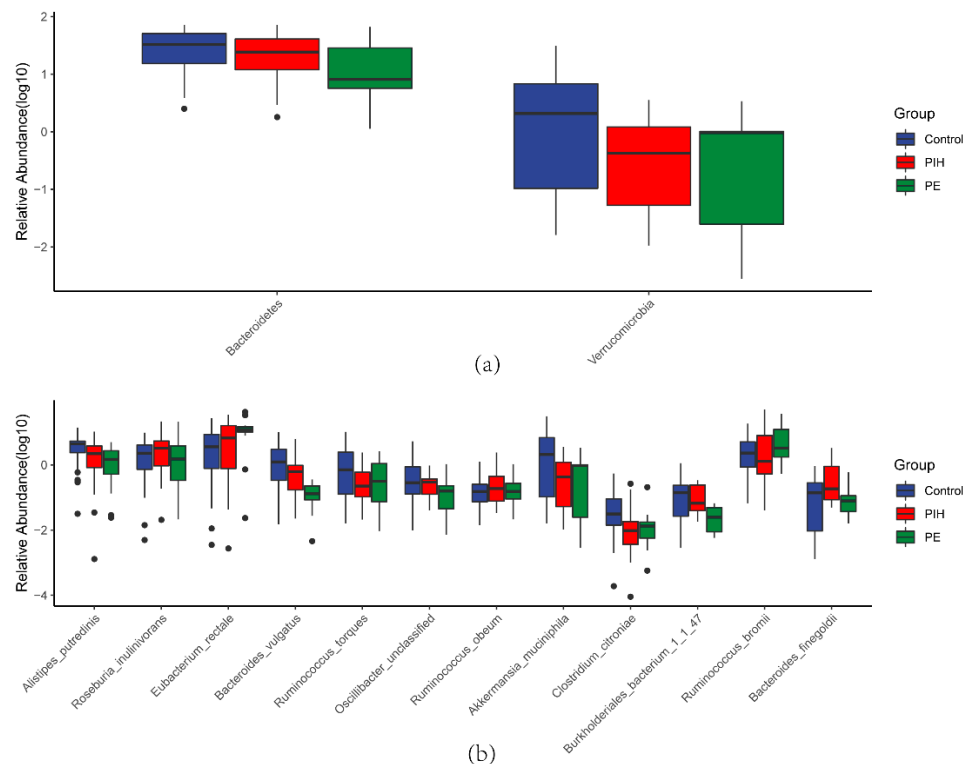 Relative Abundance(log10)
2
1
0
−1
−2
Bacteroidetes
Verrucomicrobia
Group
Control
PIH
PE
(a)
Relative Abundance(log10)
0
−2
−4
Alistipes_putredinis
Roseburia_inulinivorans
Eubacterium_rectale
Bacteroides_vulgatus
Ruminococcus_torques
Oscillibacter_unclassified
Ruminococcus_obeum
Akkermansia_muciniphila
Clostridium_citroniae
Burkholderiales_bacterium_1_1_47
Ruminococcus_bromii
Bacteroides_finegoldii
Group
Control
PIH
PE
(b)